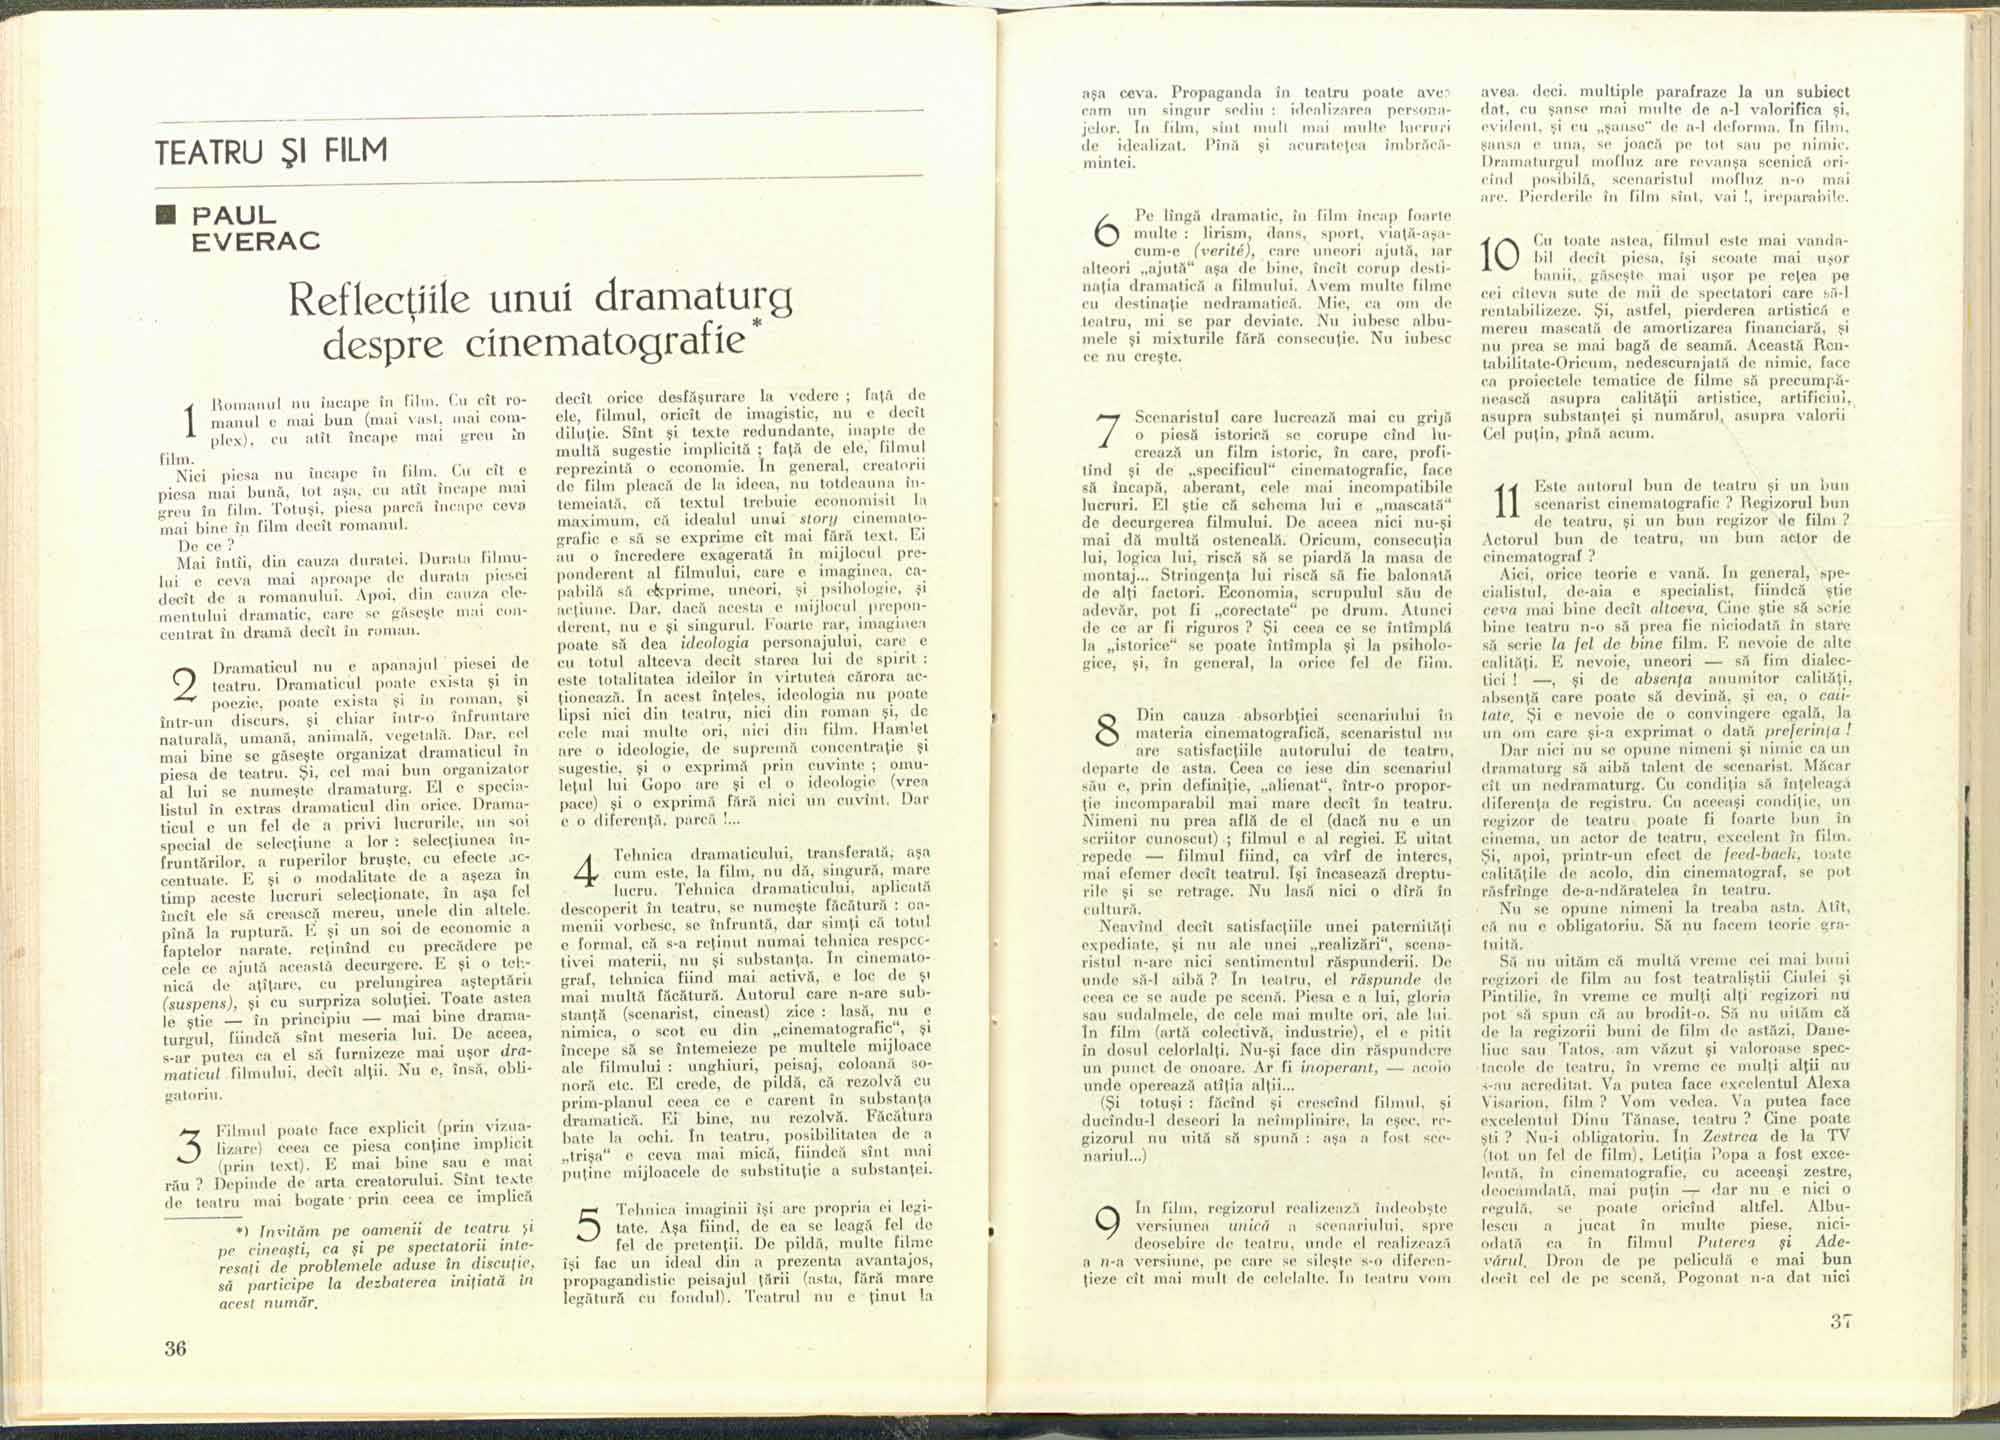 TEATRU ŞI FILM
PAUL
EVERAC
Reflecţiile unui dramaturg
despre cinematografie*
1 Romanul nu încape în film. Cu cît ro-
manul e mai bun (mai vast, mai com-
plex), cu atît încape mai greu în
film.
Nici piesa nu încape în film. Cu cît e
piesa mai bună, tot aşa, cu atît încape mai
greu în film. Totuşi, piesa parcă încape ceva
mai bine în film decît romanul.
De ce ?
Mai întîi, din cauza duratei. Durata filmu-
lui e ceva mai aproape de durata piesei
decît de a romanului. Apoi, din cauza ele-
mentului dramatic, care se găseşte mai con-
centrat în dramă decît în roman.
2 Dramaticul nu e apanajul piesei de
teatru. Dramaticul poate exista şi în
poezie, poate exista şi în roman, şi
într-un discurs, şi chiar într-o înfruntare
naturală, umană, animală, vegetală. Dar, cel
mai bine se găseşte organizat dramaticul în
piesa de teatru. Şi, cel mai bun organizator
al lui se numeşte dramaturg. El e specia-
listul în extras dramaticul din orice. Drama-
ticul e un fel de a privi lucrurile, un soi
special de selecţiune a lor : selecţiunea în-
fruntărilor, a ruperilor bruşte, cu efecte ac-
centuate. E şi o modalitate de a aşeza în
timp aceste lucruri selecţionate, în aşa fel
încît ele să crească mereu, unele din altele,
pînă la ruptură. E şi un soi de economic a
faptelor narate, reţinînd cu precădere pe
cele ce ajută această decurgere. E şi o teh-
nică de aţîţare, cu prelungirea aşteptării
(suspens), şi cu surpriza soluţiei. Toate astea
le ştie — în principiu — mai bine drama-
turgul, fiindcă sînt meseria lui. De aceea,
s-ar putea ca el să furnizeze mai uşor dra-
maticul filmului, decît alţii. Nu e, însă, obli-
gatoriu.
3 Filmul poate face explicit (prin vizua-
lizare) ceea ce piesa conţine implicit
(prin text). E mai bine sau e mai
rău ? Depinde de arta creatorului. Sînt texte
de teatru mai bogate prin ceea ce implică
*) Invităm pe oamenii de teatru şi
pe cineaşti, ca şi pe spectatorii inte-
resaţi de problemele aduse în discuţie,
să participe la dezbaterea iniţiată în
acest număr.
36
decît orice desfăşurare la vedere ; faţă de
ele, filmul, oricît de imagistic, nu e decît
diluţie. Sînt şi texte redundante, inapte de
multă sugestie implicită ; faţă de ele, filmul
reprezintă o economie. În general, creatorii
de film pleacă de la ideea, nu totdeauna în-
temeiată, că textul trebuie economisit la
maximum, că idealul unui story cinemato-
grafic e să se exprime cît mai fără text. Ei
au o încredere exagerată în mijlocul pre-
ponderent al filmului, care e imaginea, ca-
pabilă să exprime, uneori, şi psihologie, şi
acţiune. Dar, dacă acesta e mijlocul prepon-
derent, nu e şi singurul. Foarte rar, imaginea
poate să dea ideologia personajului, care e
cu totul altceva decît starea lui de spirit :
este totalitatea ideilor în virtutea cărora ac-
ţionează. În acest înţeles, ideologia nu poate
lipsi nici din teatru, nici din roman şi, de
cele mai multe ori, nici din film. Hamlet
are o ideologie, de supremă concentraţie şi
sugestie, şi o exprimă prin cuvinte ; omu-
leţul lui Gopo are şi el o ideologie (vrea
pace) şi o exprimă fără nici un cuvînt. Dar
e o diferenţă, parcă !...
4 Tehnica dramaticului, transferată, aşa
cum este, la film, nu dă, singură, mare
lucru. Tehnica dramaticului, aplicată
descoperit în teatru, se numeşte făcătură : oa-
menii vorbesc, se înfruntă, dar simţi că totul
e formal, că s-a reţinut numai tehnica respec-
tivei materii, nu şi substanţa. În cinemato-
graf, tehnica fiind mai activă, e loc de şi
mai multă făcătură. Autorul care n-are sub-
stanţă (scenarist, cineast) zice : lasă, nu e
nimica, o scot eu din „cinematografic“, şi
începe să se întemeieze pe multele mijloace
ale filmului : unghiuri, peisaj, coloană so-
noră etc. El crede, de pildă, că rezolvă cu
prim-planul ceea ce e carent în substanţa
dramatică. Ei bine, nu rezolvă. Făcătura
bate la ochi. În teatru, posibilitatea de a
„trişa“ e ceva mai mică, fiindcă sînt mai
puţine mijloacele de substituţie a substanţei.
5 Tehnica imaginii îşi are propria ei legi-
tate. Aşa fiind, de ea se leagă fel de
fel de pretenţii. De pildă, multe filme
îşi fac un ideal din a prezenta avantajos,
propagandistic peisajul ţării (asta, fără mare
legătură cu fondul). Teatrul nu e ţinut la
aşa ceva. Propaganda în teatru poate avea
cam un singur sediu : idealizarea persona-
jelor. În film, sînt mult mai multe lucruri
de idealizat. Pînă şi acurateţea îmbrăcă-
mintei.
6 Pe lîngă dramatic, în film încap foarte
multe : lirism, dans, sport, viaţă-aşa-
cum-e (verité), care uneori ajută, iar
alteori „ajută“ aşa de bine, încît corup desti-
naţia dramatică a filmului. Avem multe filme
cu destinaţie nedramatică. Mie, ca om de
teatru, mi se par deviate. Nu iubesc albu-
mele şi mixturile fără consecuţie. Nu iubesc
ce nu creşte.
7 Scenaristul care lucrează mai cu grijă
o piesă istorică se corupe cînd lu-
crează un film istoric, în care, profi-
tînd şi de „specificul“ cinematografic, face
să încapă, aberant, cele mai incompatibile
lucruri. El ştie că schema lui e „mascată“
de decurgerea filmului. De aceea nici nu-şi
mai dă multă osteneală. Oricum, consecuţia
lui, logica lui, riscă să se piardă la masa de
montaj... Stringenţa lui riscă să fie balonată
de alţi factori. Economia, scrupulul său de
adevăr, pot fi „corectate“ pe drum. Atunci
de ce ar fi riguros ? Şi ceea ce se întîmplă
la „istorice“ se poate întîmpla şi la psiholo-
gice, şi, în general, la orice fel de film.
8 Din cauza absorbţiei scenariului în
materia cinematografică, scenaristul nu
are satisfacţiile autorului de teatru,
departe de asta. Ceea ce iese din scenariul
său e, prin definiţie, „alienat“, într-o propor-
ţie incomparabil mai mare decît în teatru.
Nimeni nu prea află de el (dacă nu e un
scriitor cunoscut) ; filmul e al regiei. E uitat
repede — filmul fiind, ca vîrf de interes,
mai efemer decît teatrul. Îşi încasează dreptu-
rile şi se retrage. Nu lasă nici o dîră în
cultură.
Neavînd decît satisfacţiile unei paternităţi
expediate, şi nu ale unei „realizări“, scena-
ristul n-are nici sentimentul răspunderii. De
unde să-l aibă ? În teatru, el răspunde de
ceea ce se aude pe scenă. Piesa e a lui, gloria
sau sudalmele, de cele mai multe ori, ale lui.
În film (artă colectivă, industrie), el e pitit
în dosul celorlalţi. Nu-şi face din răspundere
un punct de onoare. Ar fi inoperant, — acolo
unde operează atîţia alţii...
(Şi totuşi : făcînd şi crescînd filmul, şi
ducîndu-l deseori la neîmplinire, la eşec, re-
gizorul nu uită să spună : aşa a fost sce-
nariul...)
9 În film, regizorul realizează îndeobşte
versiunea unică a scenariului, spre
deosebire de teatru, unde el realizează
a n-a versiune, pe care se sileşte s-o diferen-
ţieze cît mai mult de celelalte. În teatru vom
avea. deci. multiple parafraze la un subiect
dat, cu şanse mai multe de a-l valorifica şi,
evident, şi cu „şanse“ de a-l deforma. În film,
şansa e una, se joacă pe tot sau pe nimic.
Dramaturgul mofluz are revanşa scenică ori-
cînd posibilă, scenaristul mofluz n-o mai
are. Pierderile în film sînt, vai !, ireparabile.
10 Cu toate astea, filmul este mai vanda-
bil decît piesa, îşi scoate mai uşor
banii, găseşte mai uşor pe reţea pe
cei cîteva sute de mii de spectatori care să-l
rentabilizeze. Şi, astfel, pierderea artistică e
mereu mascată de amortizarea financiară, şi
nu prea se mai bagă de seamă. Această Ren-
tabilitate-Oricum, nedescurajată de nimic, face
ca proiectele tematice de filme să precumpă-
nească asupra calităţii artistice, artificiul,
asupra substanţei şi numărul, asupra valorii
Cel puţin, pînă acum.
11 Este autorul bun de teatru şi un bun
scenarist cinematografic ? Regizorul bun
de teatru, şi un bun regizor de film ?
Actorul bun de teatru, un bun actor de
cinematograf ?
Aici, orice teorie e vană. În general, spe-
cialistul, de-aia e specialist, fiindcă ştie
ceva mai bine decît altceva. Cine ştie să scrie
bine teatru n-o să prea fie niciodată în stare
să scrie la fel de bine film. E nevoie de alte
calităţi. E nevoie, uneori — să fim dialec-
tici ! —, şi de absenţa anumitor calităţi,
absenţă care poate să devină, şi ea, o cali-
tate. Şi e nevoie de o convingere egală, la
un om care şi-a exprimat o dată preferinţa !
Dar nici nu se opune nimeni şi nimic ca un
dramaturg să aibă talent de scenarist. Măcar
cît un nedramaturg. Cu condiţia să înţeleagă
diferenţa de registru. Cu aceeaşi condiţie, un
regizor de teatru poate fi foarte bun în
cinema, un actor de teatru, excelent în film.
Şi, apoi, printr-un efect de feed-back, toate
calităţile de acolo, din cinematograf, se pot
răsfrînge de-a-ndăratelea în teatru.
Nu se opune nimeni la treaba asta. Atît,
că nu e obligatoriu. Să nu facem teorie gra-
tuită.
Să nu uităm că multă vreme cei mai buni
regizori de film au fost teatraliştii Ciulei şi
Pintilie, în vreme ce mulţi alţi regizori nu
pot să spun că au brodit-o. Să nu uităm că
de la regizorii buni de film de astăzi, Dane-
liuc sau Tatos, am văzut şi valoroase spec-
tacole de teatru, în vreme ce mulţi alţii nu
s-au acreditat. Va putea face excelentul Alexa
Visarion, film ? Vom vedea. Va putea face
excelentul Dinu Tănase, teatru ? Cine poate
şti ? Nu-i obligatoriu. În Zestrea de la TV
(tot un fel de film), Letiţia Popa a fost exce-
lentă, în cinematografie, cu aceeaşi zestre,
deocamdată, mai puţin — dar nu e nici o
regulă, se poate oricînd altfel. Albu-
lescu a jucat în multe piese, nici-
odată ca în filmul Puterea şi Ade-
vărul. Dron de pe peliculă e mai bun
decît cel de pe scenă, Pogonat n-a dat nici
37